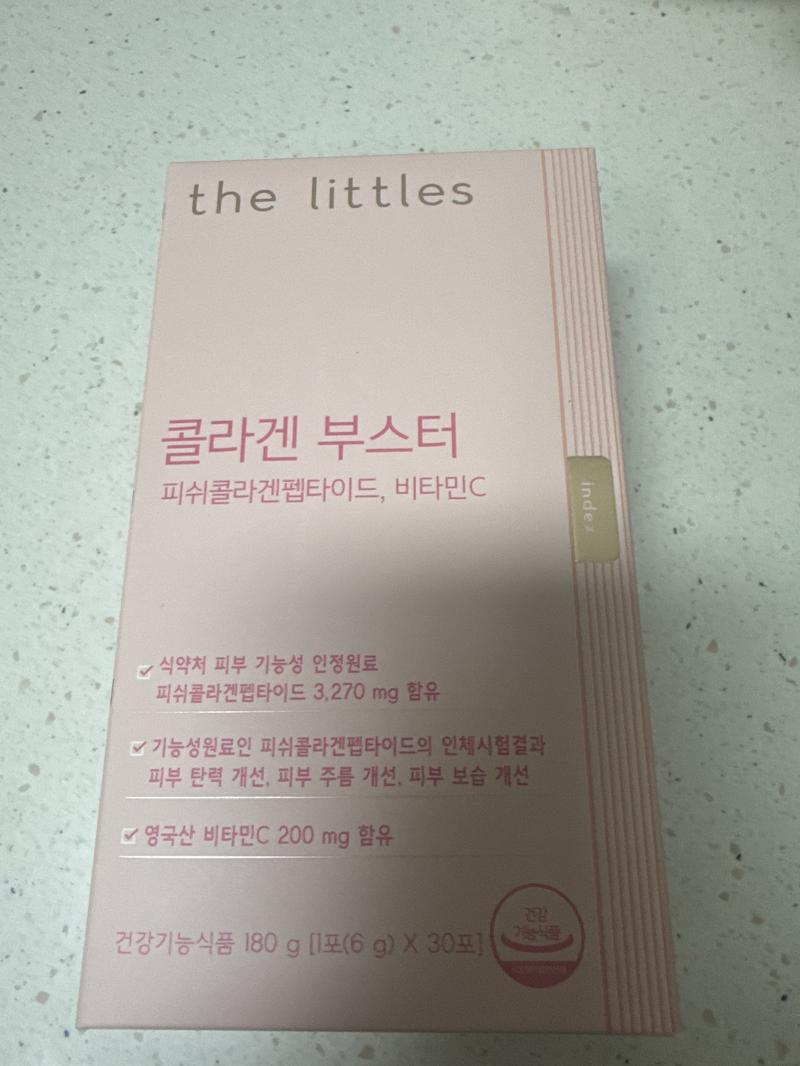 the littles
콜라겐 부스터
피쉬콜라겐펩타이드, 비타민C
index
식약처 피부 기능성 인정원료
피쉬콜라겐펩타이드 3,270 mg 함유
기능성원료인 피쉬콜라겐펩타이드의 인체시험결과
피부 탄력 개선, 피부 주름 개선, 피부 보습 개선
영국산 비타민C 200 mg 함유
건강기능식품 180 g [1포(6 g) X 30포]
건강
기능식품